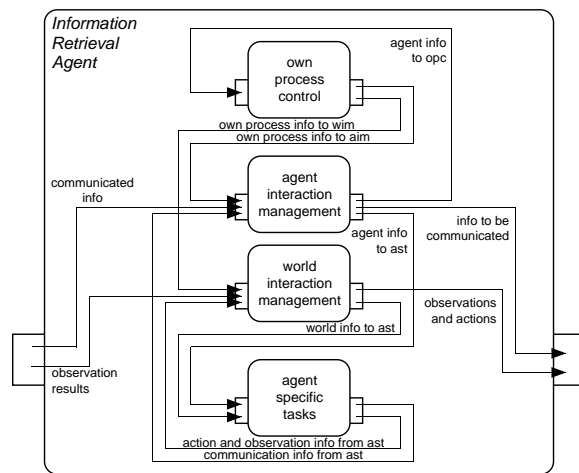 Information
Retrieval
Agent
agent info
to opc
own
process
control
own process info to wim
own process info to aim
communicated
info
agent
interaction
management
agent info
to ast
info to be
communicated
world
interaction
management
observations
and actions
world info to ast
observation
results
agent
specific
tasks
action and observation info from ast
communication info from ast